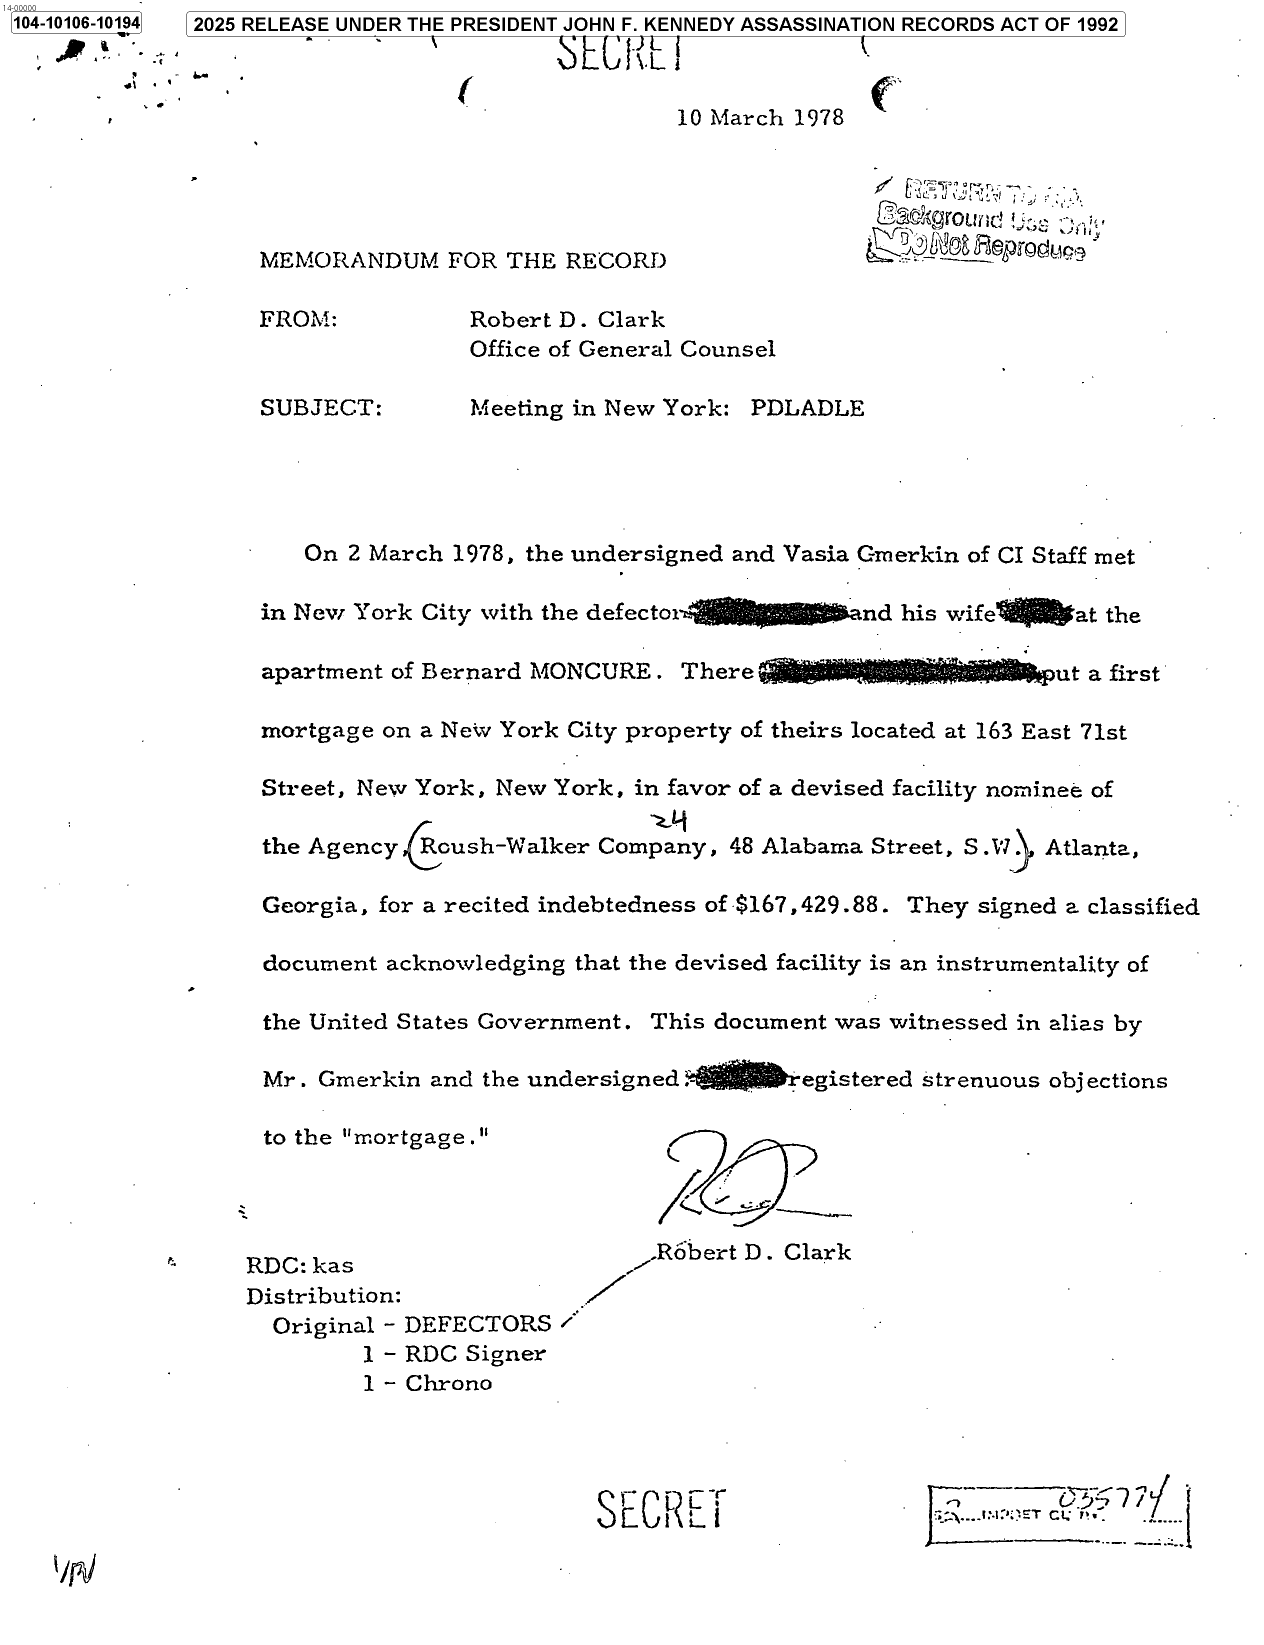 14-00000
104-10106-10194
2025 RELEASE UNDER THE PRESIDENT JOHN F. KENNEDY ASSASSINATION RECORDS ACT OF 1992
SECRET
10 March 1978
RETURN TO CIA
Background Use Only
Do Not Reproduce
MEMORANDUM FOR THE RECORD
FROM: Robert D. Clark
Office of General Counsel
SUBJECT: Meeting in New York: PDLADLE
On 2 March 1978, the undersigned and Vasia Gmerkin of CI Staff met
in New York City with the defector and his wife at the
apartment of Bernard MONCURE. There put a first
mortgage on a New York City property of theirs located at 163 East 71st
Street, New York, New York, in favor of a devised facility nominee of
24
the Agency, (Roush-Walker Company, 48 Alabama Street, S.W.), Atlanta,
Georgia, for a recited indebtedness of $167,429.88. They signed a classified
document acknowledging that the devised facility is an instrumentality of
the United States Government. This document was witnessed in alias by
Mr. Gmerkin and the undersigned. registered strenuous objections
to the "mortgage."
Robert D. Clark
RDC: kas
Distribution:
Original - DEFECTORS
1 - RDC Signer
1 - Chrono
SECRET
035774
IMPDET CL